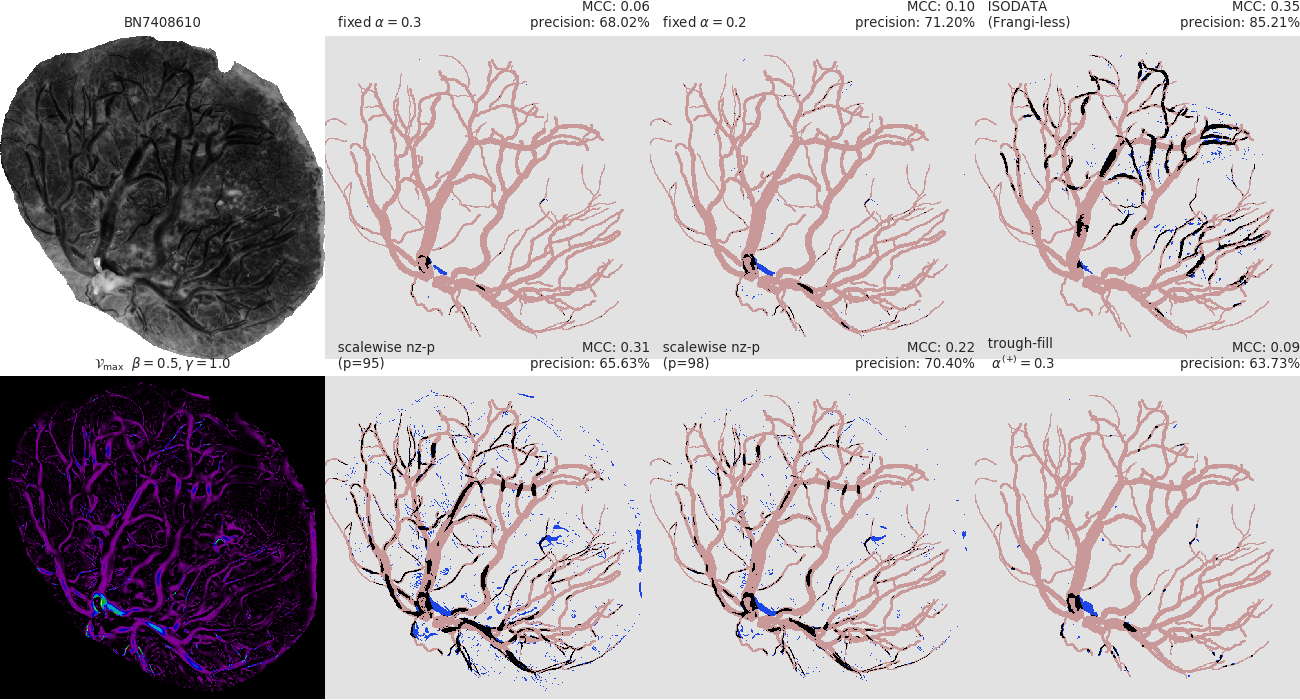 BN7408610
fixed α = 0.3
MCC: 0.06
precision: 68.02%
fixed α = 0.2
MCC: 0.10
precision: 71.20%
ISODATA
(Frangi-less)
MCC: 0.35
precision: 85.21%
𝒱max β = 0.5, γ = 1.0
scalewise nz-p
(p=95)
MCC: 0.31
precision: 65.63%
scalewise nz-p
(p=98)
MCC: 0.22
precision: 70.40%
trough-fill
α(+) = 0.3
MCC: 0.09
precision: 63.73%